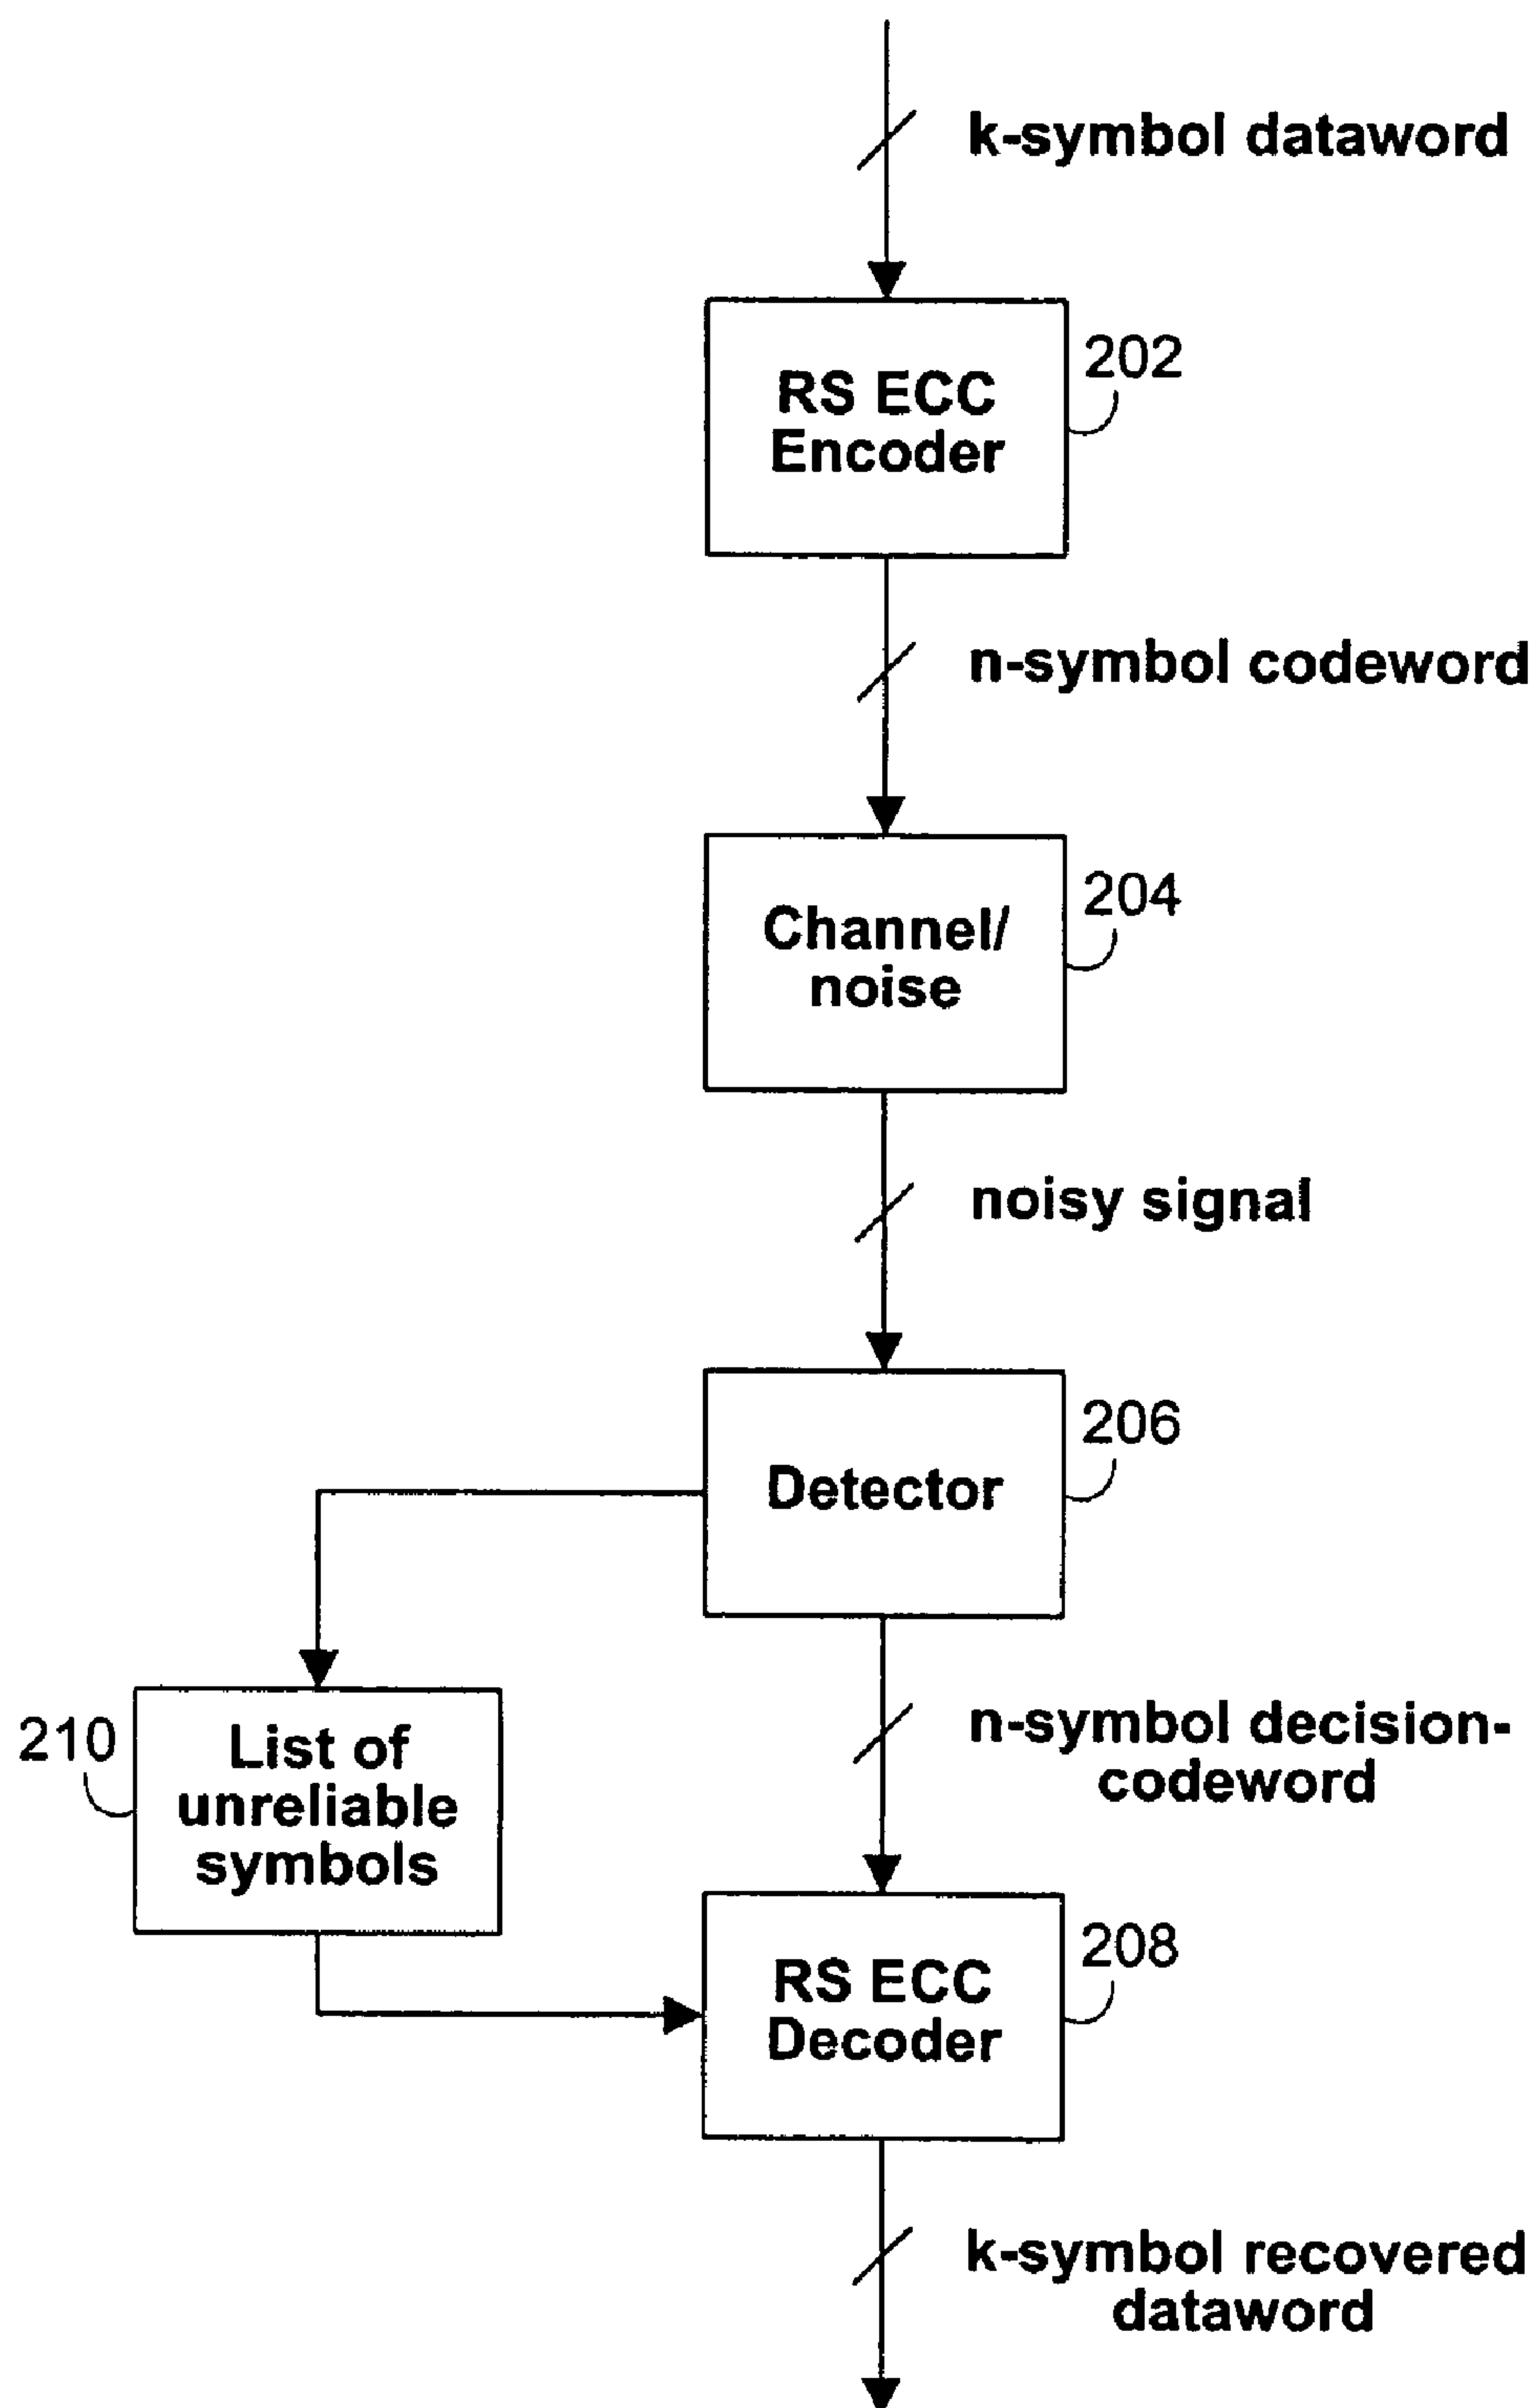 k-symbol dataword
RS ECC
Encoder
202
n-symbol codeword
Channel/
noise
204
noisy signal
Detector
206
210
List of
unreliable
symbols
n-symbol decision-
codeword
RS ECC
Decoder
208
k-symbol recovered
dataword